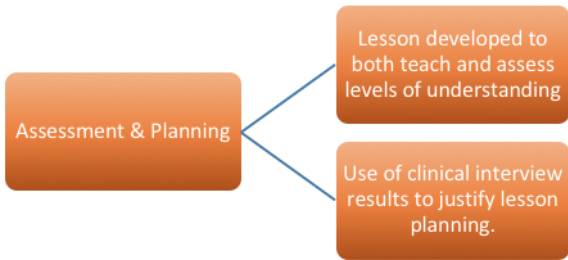 Assessment & Planning
Lesson developed to
both teach and assess
levels of understanding
Use of clinical interview
results to justify lesson
planning.